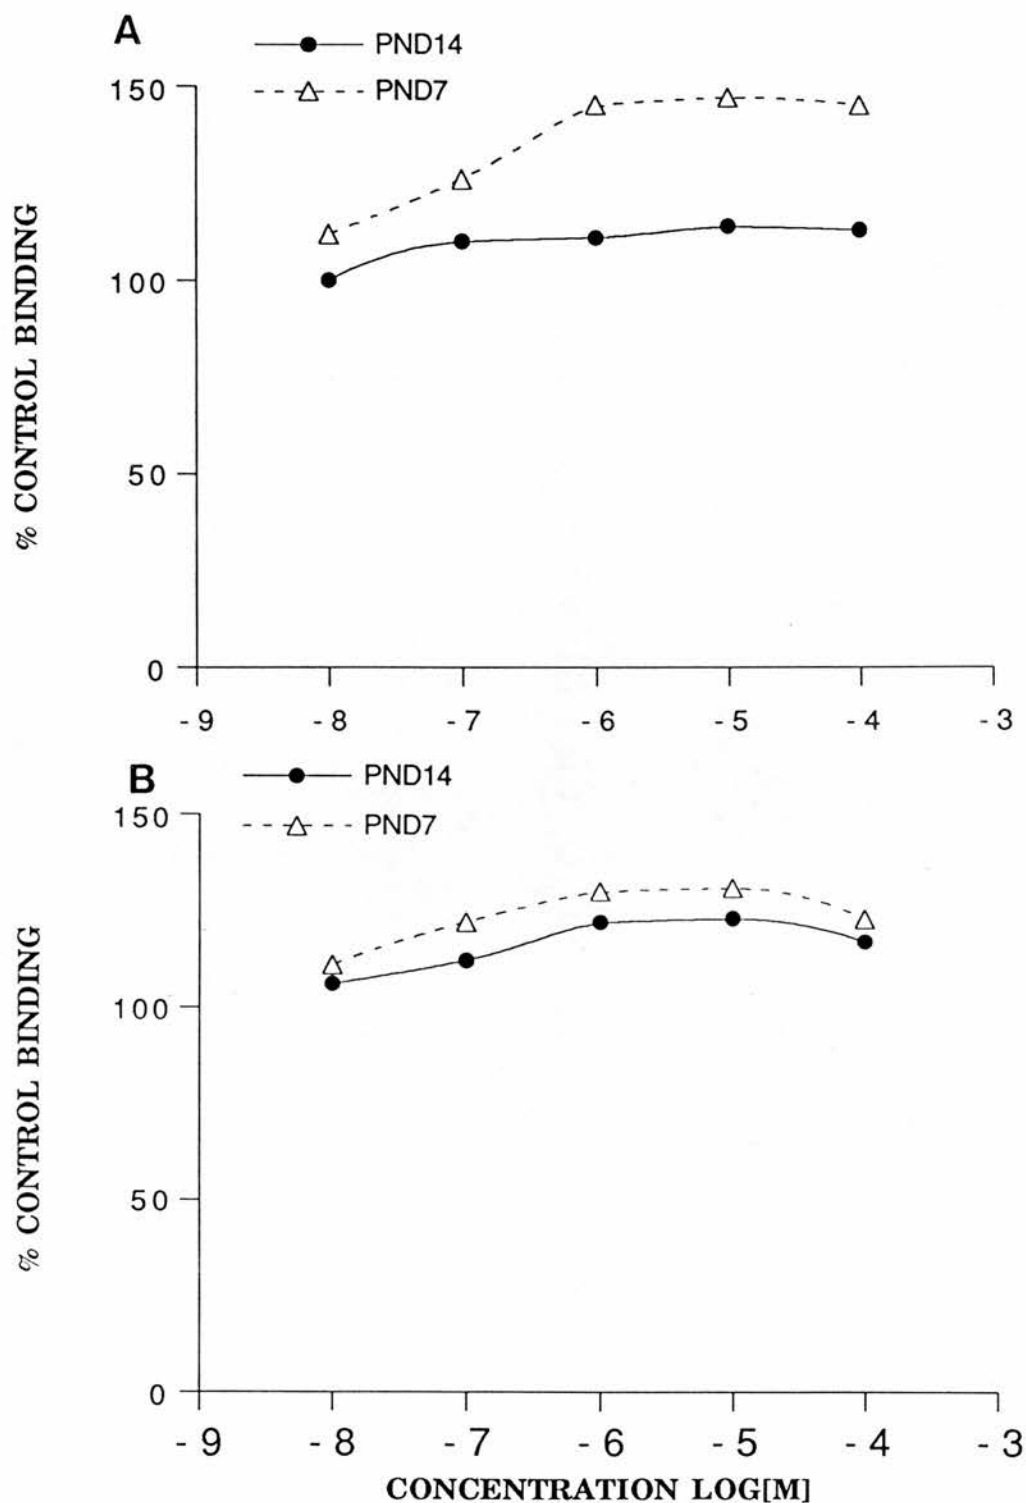 A
PND14
PND7
% CONTROL BINDING
150
100
50
0
-9 -8 -7 -6 -5 -4 -3
B
PND14
PND7
% CONTROL BINDING
150
100
50
0
-9 -8 -7 -6 -5 -4 -3
CONCENTRATION LOG[M]